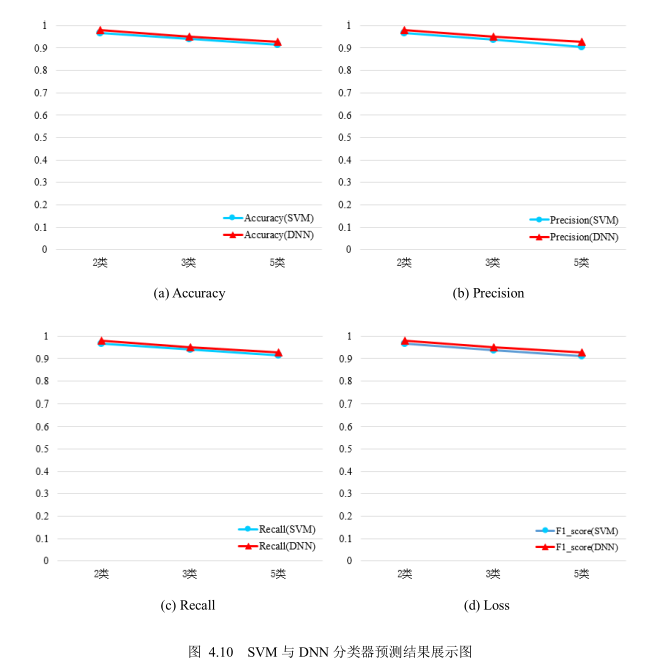 1
0.9
0.8
0.7
0.6
0.5
0.4
0.3
0.2
0.1
0
2类
3类
5类
Accuracy(SVM)
Accuracy(DNN)
(a) Accuracy
1
0.9
0.8
0.7
0.6
0.5
0.4
0.3
0.2
0.1
0
2类
3类
5类
Precision(SVM)
Precision(DNN)
(b) Precision
1
0.9
0.8
0.7
0.6
0.5
0.4
0.3
0.2
0.1
0
2类
3类
5类
Recall(SVM)
Recall(DNN)
(c) Recall
1
0.9
0.8
0.7
0.6
0.5
0.4
0.3
0.2
0.1
0
2类
3类
5类
F1_score(SVM)
F1_score(DNN)
(d) Loss
图 4.10 SVM 与 DNN 分类器预测结果展示图